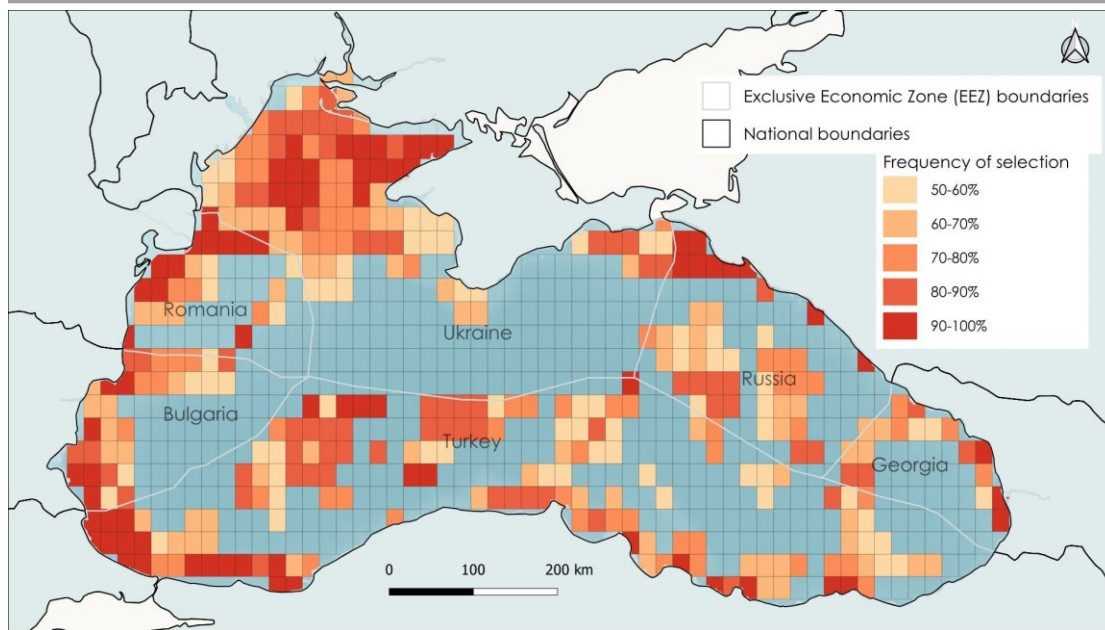 N
Exclusive Economic Zone (EEZ) boundaries
National boundaries
Frequency of selection
50-60%
60-70%
70-80%
80-90%
90-100%
Romania
Ukraine
Russia
Bulgaria
Turkey
Georgia
0 100 200 km